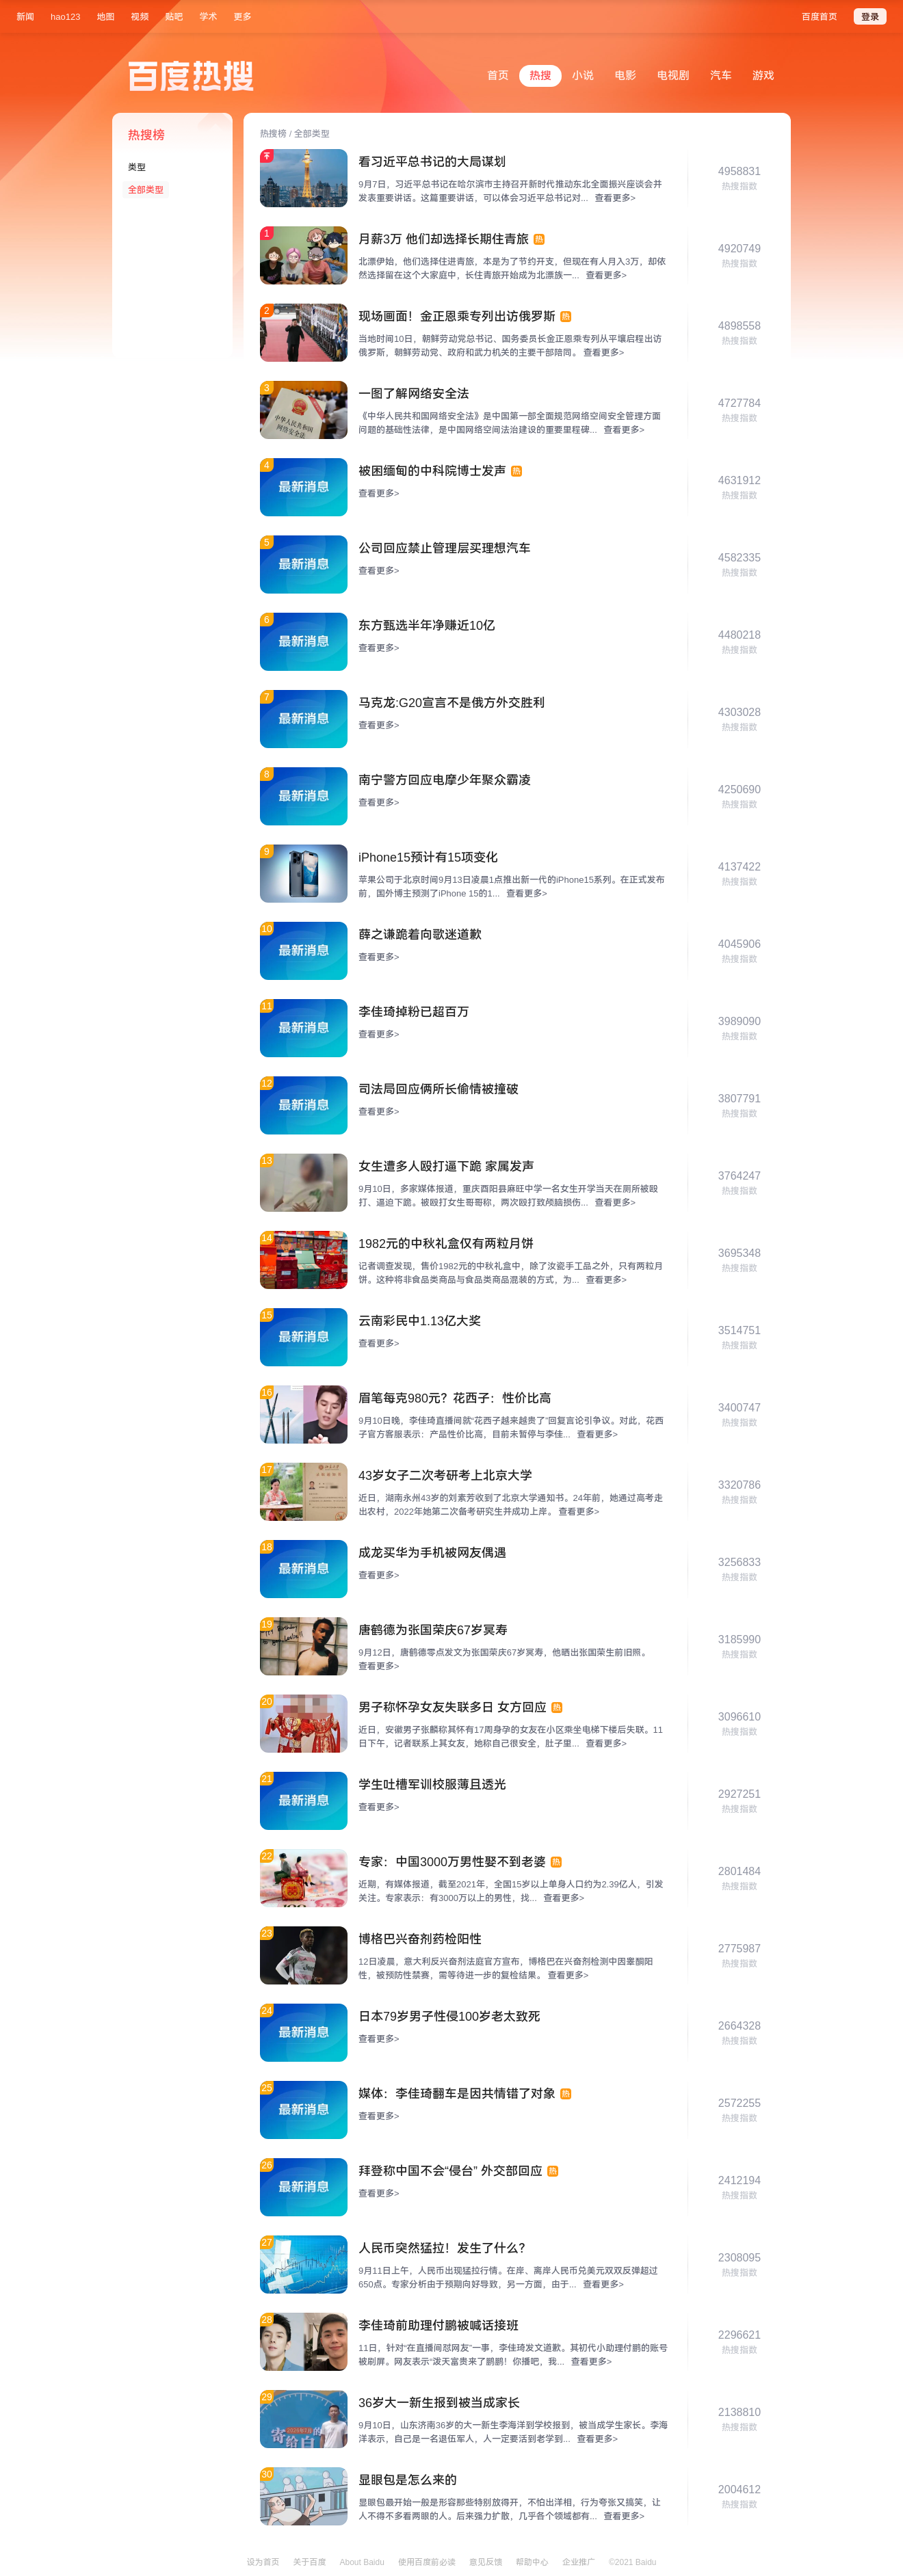 新闻 hao123 地图 视频 贴吧 学术 更多 百度首页 登录
百度热搜
首页 热搜 小说 电影 电视剧 汽车 游戏
热搜榜
类型
全部类型
热搜榜 / 全部类型
看习近平总书记的大局谋划
9月7日，习近平总书记在哈尔滨市主持召开新时代推动东北全面振兴座谈会并
发表重要讲话。这篇重要讲话，可以体会习近平总书记对... 查看更多>
4958831
热搜指数
1
月薪3万 他们却选择长期住青旅 热
北漂伊始，他们选择住进青旅，本是为了节约开支，但现在有人月入3万，却依
然选择留在这个大家庭中，长住青旅开始成为北漂族一... 查看更多>
4920749
热搜指数
2
现场画面！金正恩乘专列出访俄罗斯 热
当地时间10日，朝鲜劳动党总书记、国务委员长金正恩乘专列从平壤启程出访
俄罗斯，朝鲜劳动党、政府和武力机关的主要干部陪同。 查看更多>
4898558
热搜指数
3
中华人民共和国
网络安全法
一图了解网络安全法
《中华人民共和国网络安全法》是中国第一部全面规范网络空间安全管理方面
问题的基础性法律，是中国网络空间法治建设的重要里程碑... 查看更多>
4727784
热搜指数
4
最新消息
被困缅甸的中科院博士发声 热
查看更多>
4631912
热搜指数
5
最新消息
公司回应禁止管理层买理想汽车
查看更多>
4582335
热搜指数
6
最新消息
东方甄选半年净赚近10亿
查看更多>
4480218
热搜指数
7
最新消息
马克龙:G20宣言不是俄方外交胜利
查看更多>
4303028
热搜指数
8
最新消息
南宁警方回应电摩少年聚众霸凌
查看更多>
4250690
热搜指数
9
iPhone15预计有15项变化
苹果公司于北京时间9月13日凌晨1点推出新一代的iPhone15系列。在正式发布
前，国外博主预测了iPhone 15的1... 查看更多>
4137422
热搜指数
10
最新消息
薛之谦跪着向歌迷道歉
查看更多>
4045906
热搜指数
11
最新消息
李佳琦掉粉已超百万
查看更多>
3989090
热搜指数
12
最新消息
司法局回应俩所长偷情被撞破
查看更多>
3807791
热搜指数
13
女生遭多人殴打逼下跪 家属发声
9月10日，多家媒体报道，重庆酉阳县麻旺中学一名女生开学当天在厕所被殴
打、逼迫下跪。被殴打女生哥哥称，两次殴打致颅脑损伤... 查看更多>
3764247
热搜指数
14
1982元的中秋礼盒仅有两粒月饼
记者调查发现，售价1982元的中秋礼盒中，除了汝瓷手工品之外，只有两粒月
饼。这种将非食品类商品与食品类商品混装的方式，为... 查看更多>
3695348
热搜指数
15
最新消息
云南彩民中1.13亿大奖
查看更多>
3514751
热搜指数
16
眉笔每克980元？花西子：性价比高
9月10日晚，李佳琦直播间就“花西子越来越贵了”回复言论引争议。对此，花西
子官方客服表示：产品性价比高，目前未暂停与李佳... 查看更多>
3400747
热搜指数
17
43岁女子二次考研考上北京大学
近日，湖南永州43岁的刘素芳收到了北京大学通知书。24年前，她通过高考走
出农村，2022年她第二次备考研究生并成功上岸。 查看更多>
3320786
热搜指数
18
最新消息
成龙买华为手机被网友偶遇
查看更多>
3256833
热搜指数
19
唐鹤德为张国荣庆67岁冥寿
9月12日，唐鹤德零点发文为张国荣庆67岁冥寿，他晒出张国荣生前旧照。
查看更多>
3185990
热搜指数
20
男子称怀孕女友失联多日 女方回应 热
近日，安徽男子张麟称其怀有17周身孕的女友在小区乘坐电梯下楼后失联。11
日下午，记者联系上其女友，她称自己很安全，肚子里... 查看更多>
3096610
热搜指数
21
最新消息
学生吐槽军训校服薄且透光
查看更多>
2927251
热搜指数
22
专家：中国3000万男性娶不到老婆 热
近期，有媒体报道，截至2021年，全国15岁以上单身人口约为2.39亿人，引发
关注。专家表示：有3000万以上的男性，找... 查看更多>
2801484
热搜指数
23
博格巴兴奋剂药检阳性
12日凌晨，意大利反兴奋剂法庭官方宣布，博格巴在兴奋剂检测中因睾酮阳
性，被预防性禁赛，需等待进一步的复检结果。 查看更多>
2775987
热搜指数
24
最新消息
日本79岁男子性侵100岁老太致死
查看更多>
2664328
热搜指数
25
最新消息
媒体：李佳琦翻车是因共情错了对象 热
查看更多>
2572255
热搜指数
26
最新消息
拜登称中国不会“侵台” 外交部回应 热
查看更多>
2412194
热搜指数
27
人民币突然猛拉！发生了什么？
9月11日上午，人民币出现猛拉行情。在岸、离岸人民币兑美元双双反弹超过
650点。专家分析由于预期向好导致，另一方面，由于... 查看更多>
2308095
热搜指数
28
李佳琦前助理付鹏被喊话接班
11日，针对“在直播间怼网友”一事，李佳琦发文道歉。其初代小助理付鹏的账号
被刷屏。网友表示“泼天富贵来了鹏鹏！你播吧，我... 查看更多>
2296621
热搜指数
29
36岁大一新生报到被当成家长
9月10日，山东济南36岁的大一新生李海洋到学校报到，被当成学生家长。李海
洋表示，自己是一名退伍军人，人一定要活到老学到... 查看更多>
2138810
热搜指数
30
显眼包是怎么来的
显眼包最开始一般是形容那些特别放得开，不怕出洋相，行为夸张又搞笑，让
人不得不多看两眼的人。后来强力扩散，几乎各个领域都有... 查看更多>
2004612
热搜指数
设为首页 关于百度 About Baidu 使用百度前必读 意见反馈 帮助中心 企业推广 ©2021 Baidu